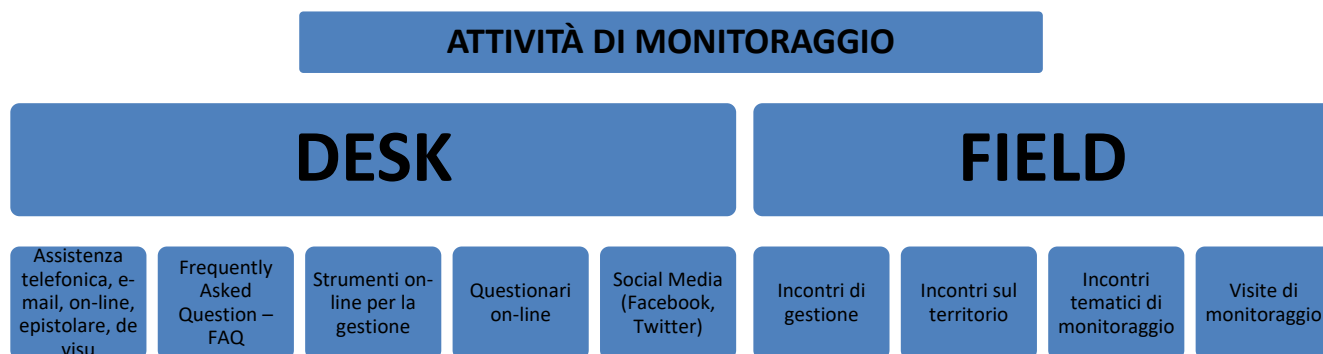 ATTIVITÀ DI MONITORAGGIO
DESK
FIELD
Assistenza
telefonica, e-
mail, on-line,
epistolare, de
visu
Frequently
Asked
Question –
FAQ
Strumenti on-
line per la
gestione
Questionari
on-line
Social Media
(Facebook,
Twitter)
Incontri di
gestione
Incontri sul
territorio
Incontri
tematici di
monitoraggio
Visite di
monitoraggio